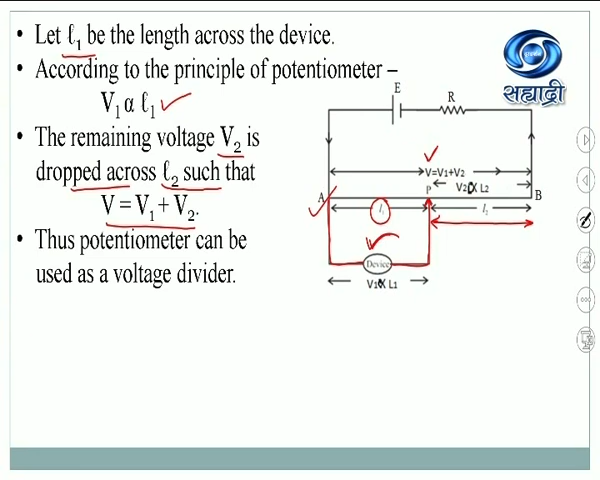 • Let ℓ₁ be the length across the device.
• According to the principle of potentiometer –
V₁ α ℓ₁
• The remaining voltage V₂ is
dropped across ℓ₂ such that
V = V₁ + V₂.
• Thus potentiometer can be
used as a voltage divider.
सह्याद्री
E
R
V=V1+V2
A
P
V2 α L2
B
l₁
l₂
Device
V1 α L1